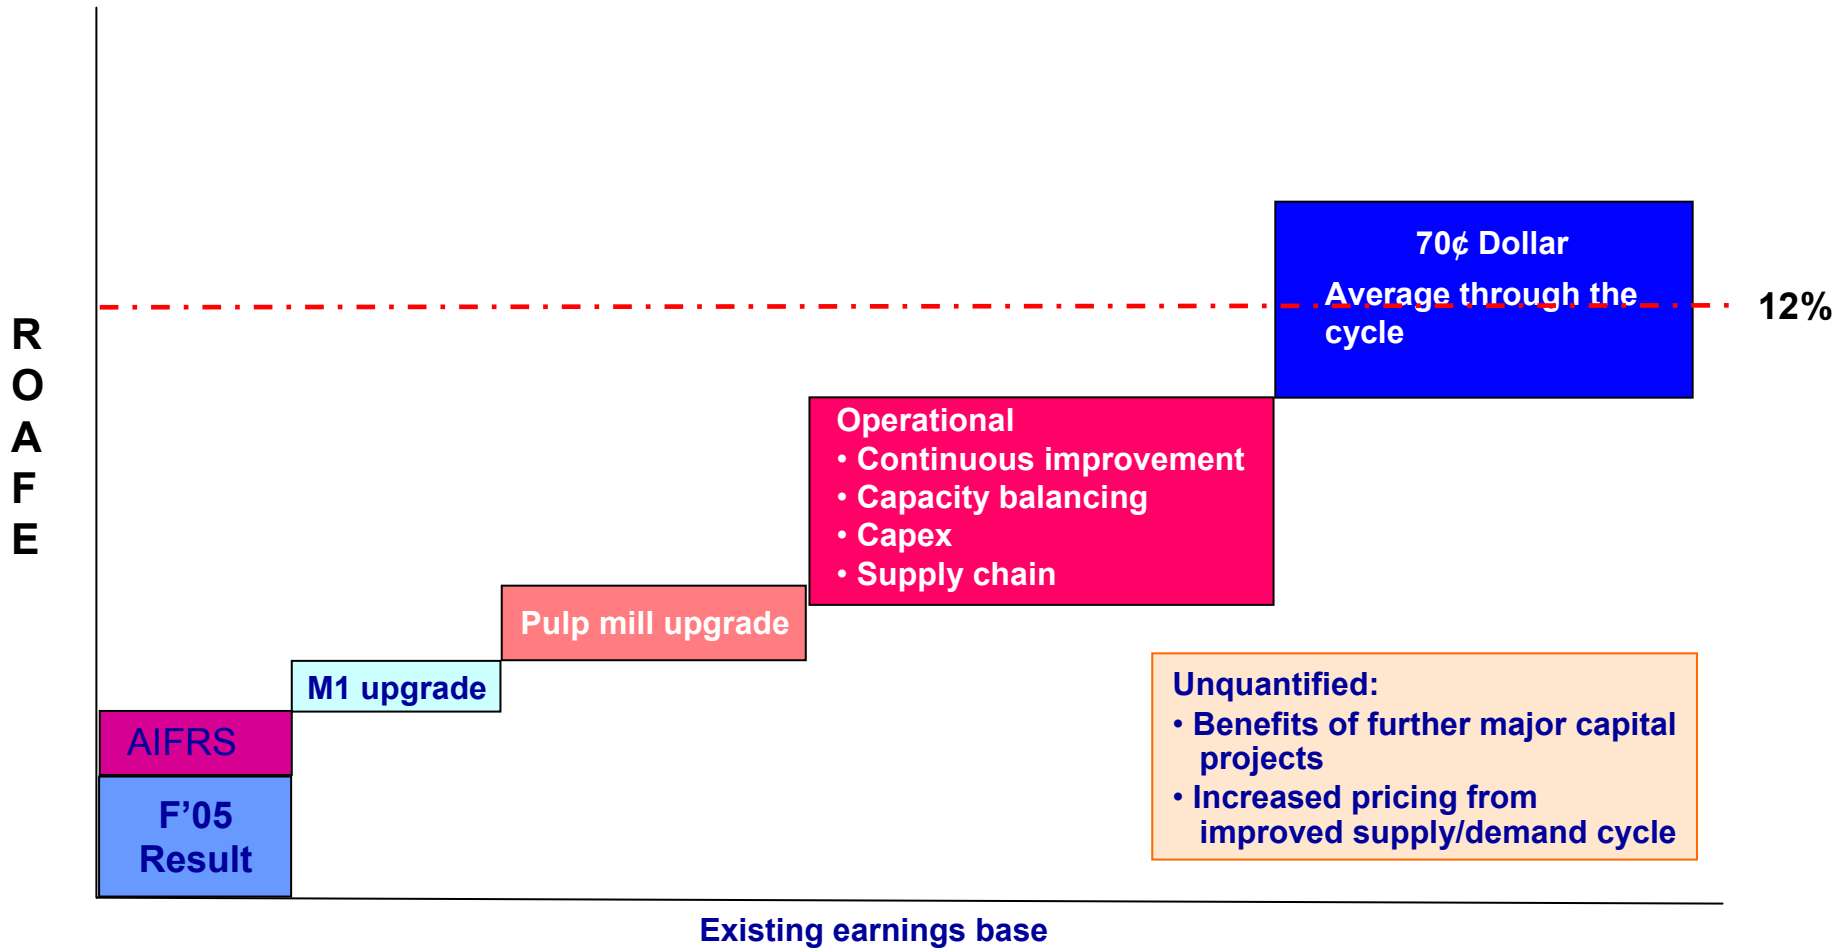 R
O
A
F
E
70¢ Dollar
Average through the
cycle
12%
Operational
• Continuous improvement
• Capacity balancing
• Capex
• Supply chain
Pulp mill upgrade
M1 upgrade
AIFRS
F’05
Result
Unquantified:
• Benefits of further major capital
projects
• Increased pricing from
improved supply/demand cycle
Existing earnings base